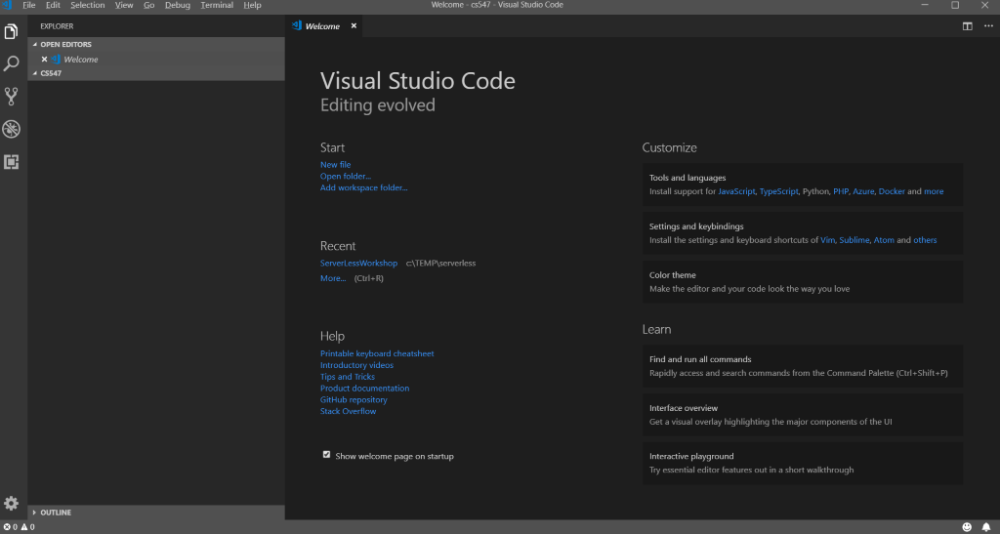 File Edit Selection View Go Debug Terminal Help
Welcome - cs547 - Visual Studio Code
EXPLORER
OPEN EDITORS
Welcome
CS547
OUTLINE
Welcome
Visual Studio Code
Editing evolved
Start
New file
Open folder...
Add workspace folder...
Recent
ServerLessWorkshop c:\TEMP\serverless
More... (Ctrl+R)
Help
Printable keyboard cheatsheet
Introductory videos
Tips and Tricks
Product documentation
GitHub repository
Stack Overflow
Show welcome page on startup
Customize
Tools and languages
Install support for JavaScript, TypeScript, Python, PHP, Azure, Docker and more
Settings and keybindings
Install the settings and keyboard shortcuts of Vim, Sublime, Atom and others
Color theme
Make the editor and your code look the way you love
Learn
Find and run all commands
Rapidly access and search commands from the Command Palette (Ctrl+Shift+P)
Interface overview
Get a visual overlay highlighting the major components of the UI
Interactive playground
Try essential editor features out in a short walkthrough
0 0